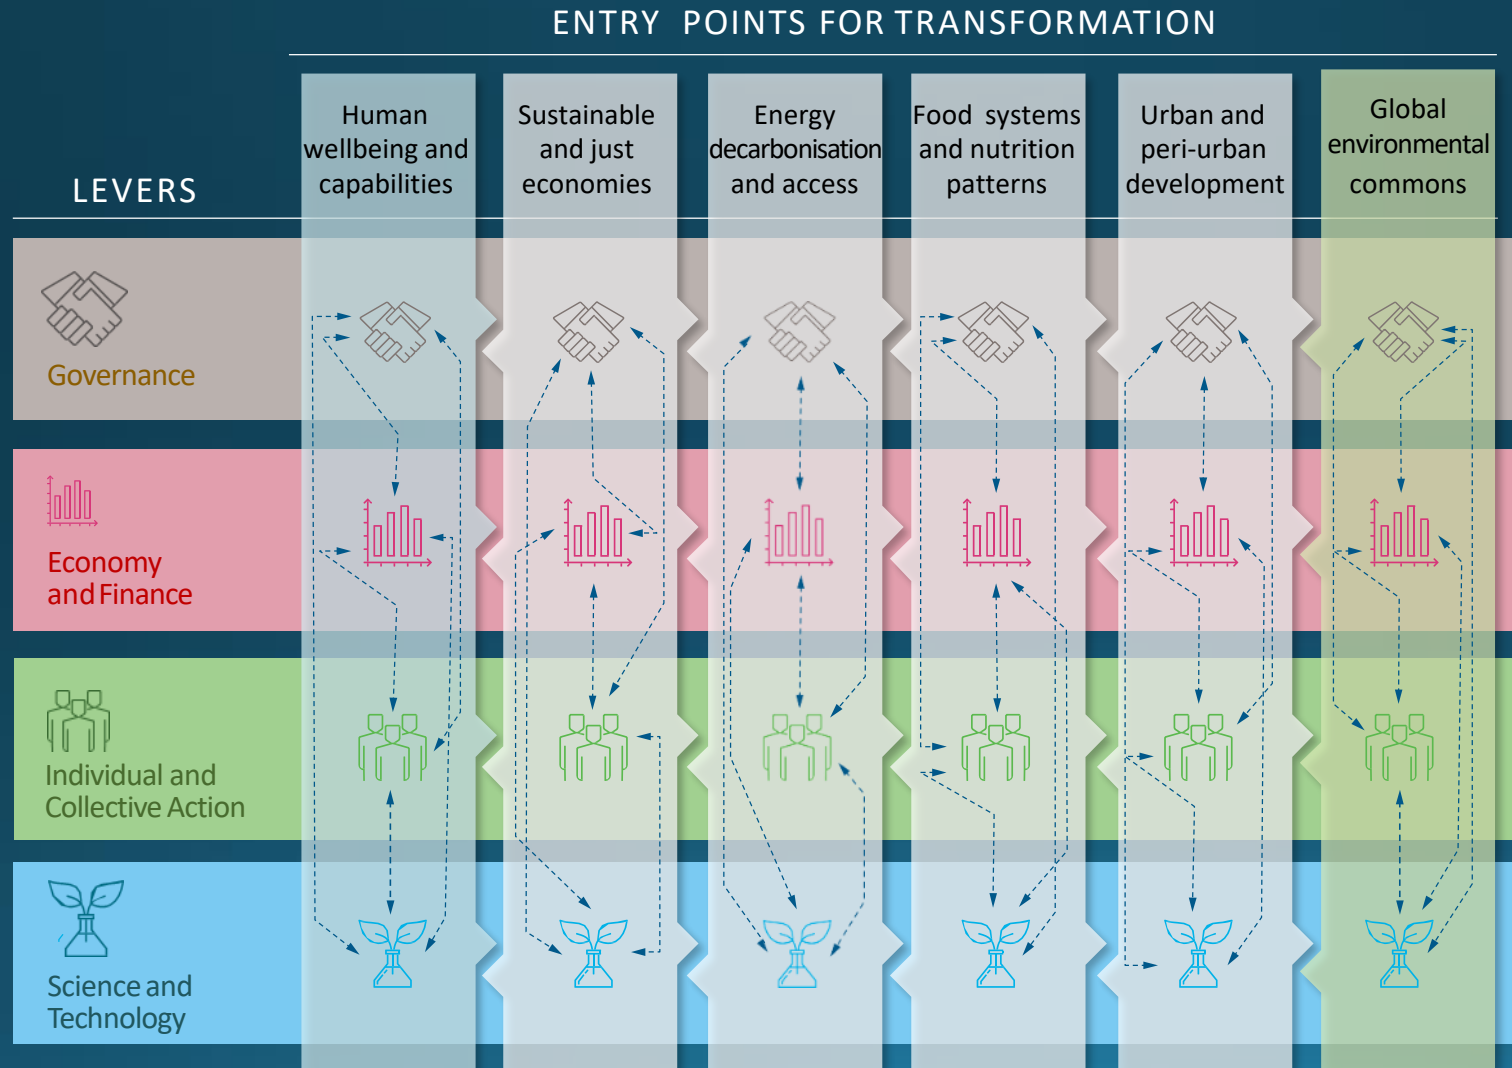 ENTRY POINTS FOR TRANSFORMATION
LEVERS
Human
wellbeing and
capabilities
Sustainable
and just
economies
Energy
decarbonisation
and access
Food systems
and nutrition
patterns
Urban and
peri-urban
development
Global
environmental
commons
Governance
Economy
and Finance
Individual and
Collective Action
Science and
Technology